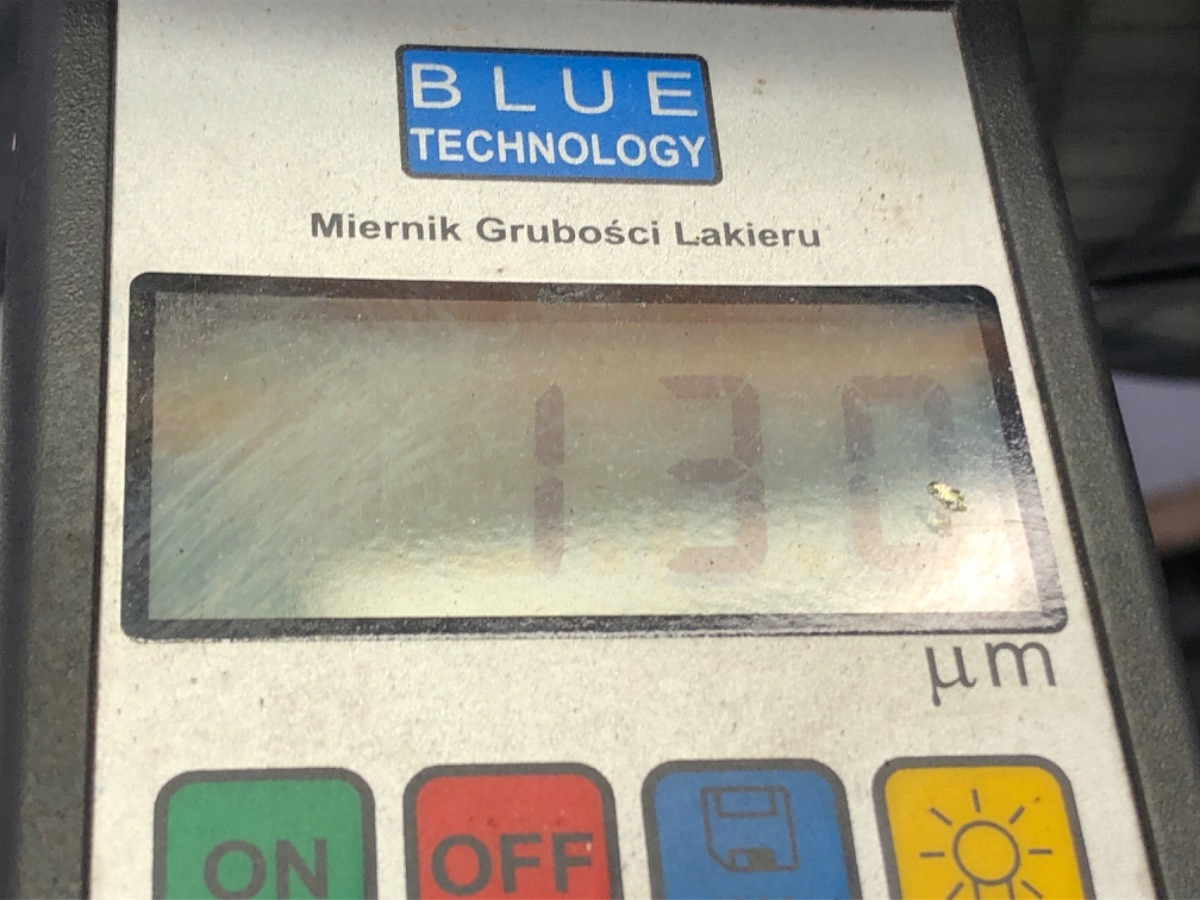 BLUE
TECHNOLOGY
Miernik Grubości Lakieru
130
μm
ON OFF